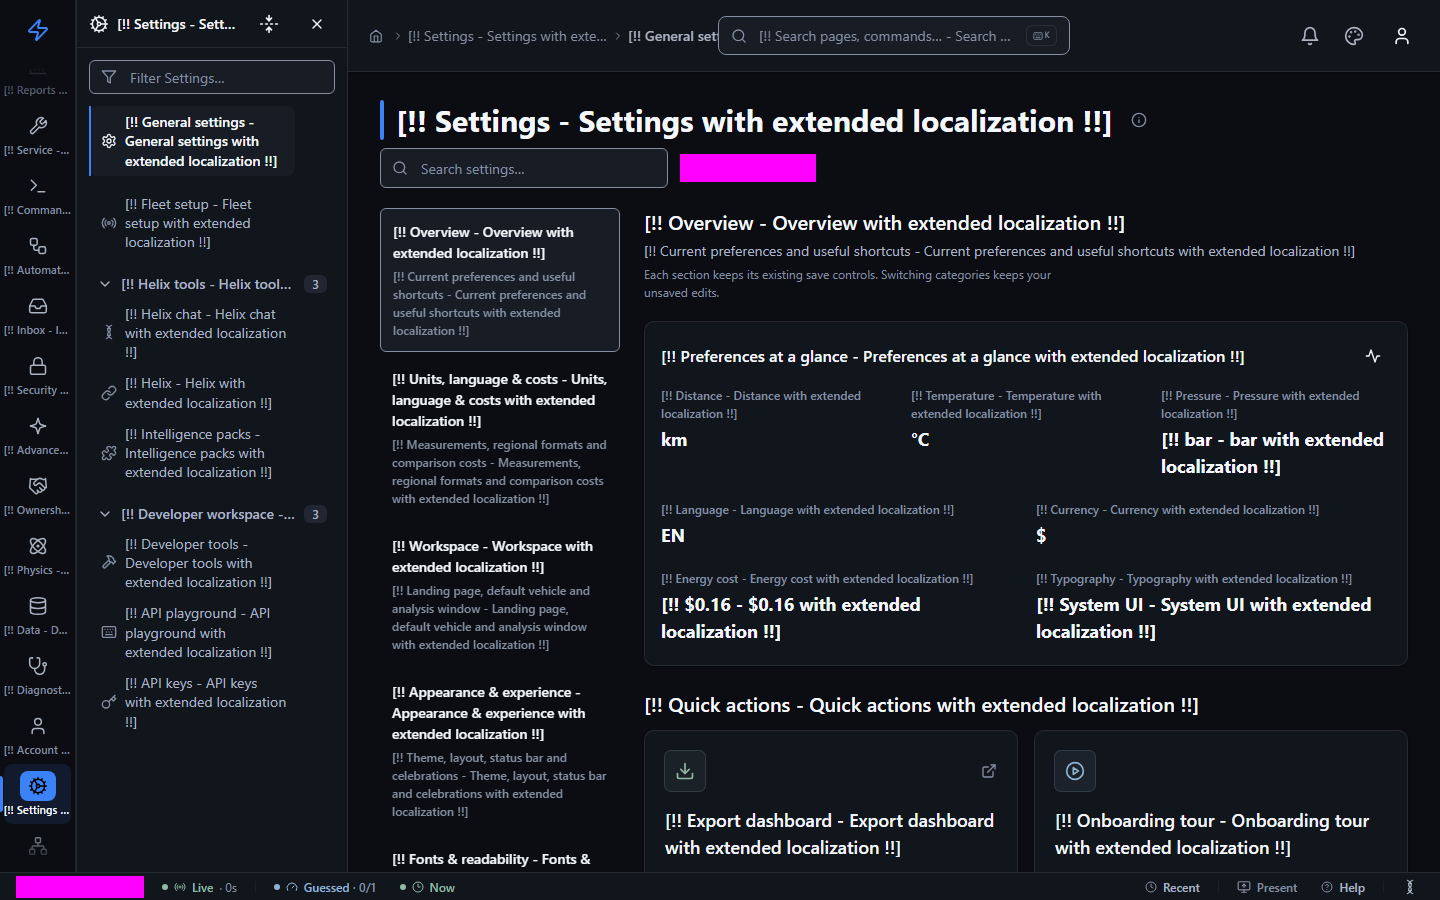 [!! Settings - Sett...
Filter Settings...
[!! General settings -
General settings with
extended localization !!]
[!! Fleet setup - Fleet
setup with extended
localization !!]
[!! Helix tools - Helix tool...
3
[!! Helix chat - Helix chat
with extended localization
!!]
[!! Helix - Helix with
extended localization !!]
[!! Intelligence packs -
Intelligence packs with
extended localization !!]
[!! Developer workspace -...
3
[!! Developer tools -
Developer tools with
extended localization !!]
[!! API playground - API
playground with
extended localization !!]
[!! API keys - API keys
with extended localization
!!]
[!! Reports ...
[!! Service -...
[!! Comman...
[!! Automat...
[!! Inbox - I...
[!! Security ...
[!! Advance...
[!! Ownersh...
[!! Physics -...
[!! Data - D...
[!! Diagnost...
[!! Account ...
[!! Settings ...
[!! Settings - Settings with exte...
[!! General set
[!! Search pages, commands... - Search ...
K
[!! Settings - Settings with extended localization !!]
Search settings...
[!! Overview - Overview with
extended localization !!]
[!! Current preferences and useful
shortcuts - Current preferences and
useful shortcuts with extended
localization !!]
[!! Units, language & costs - Units,
language & costs with extended
localization !!]
[!! Measurements, regional formats and
comparison costs - Measurements,
regional formats and comparison costs
with extended localization !!]
[!! Workspace - Workspace with
extended localization !!]
[!! Landing page, default vehicle and
analysis window - Landing page,
default vehicle and analysis window
with extended localization !!]
[!! Appearance & experience -
Appearance & experience with
extended localization !!]
[!! Theme, layout, status bar and
celebrations - Theme, layout, status bar
and celebrations with extended
localization !!]
[!! Fonts & readability - Fonts &
[!! Overview - Overview with extended localization !!]
[!! Current preferences and useful shortcuts - Current preferences and useful shortcuts with extended localization !!]
Each section keeps its existing save controls. Switching categories keeps your
unsaved edits.
[!! Preferences at a glance - Preferences at a glance with extended localization !!]
[!! Distance - Distance with extended
localization !!]
km
[!! Temperature - Temperature with
extended localization !!]
°C
[!! Pressure - Pressure with extended
localization !!]
[!! bar - bar with extended
localization !!]
[!! Language - Language with extended localization !!]
EN
[!! Currency - Currency with extended localization !!]
$
[!! Energy cost - Energy cost with extended localization !!]
[!! $0.16 - $0.16 with extended
localization !!]
[!! Typography - Typography with extended localization !!]
[!! System UI - System UI with extended
localization !!]
[!! Quick actions - Quick actions with extended localization !!]
[!! Export dashboard - Export dashboard
with extended localization !!]
[!! Onboarding tour - Onboarding tour
with extended localization !!]
Live · 0s
Guessed · 0/1
Now
Recent
Present
Help